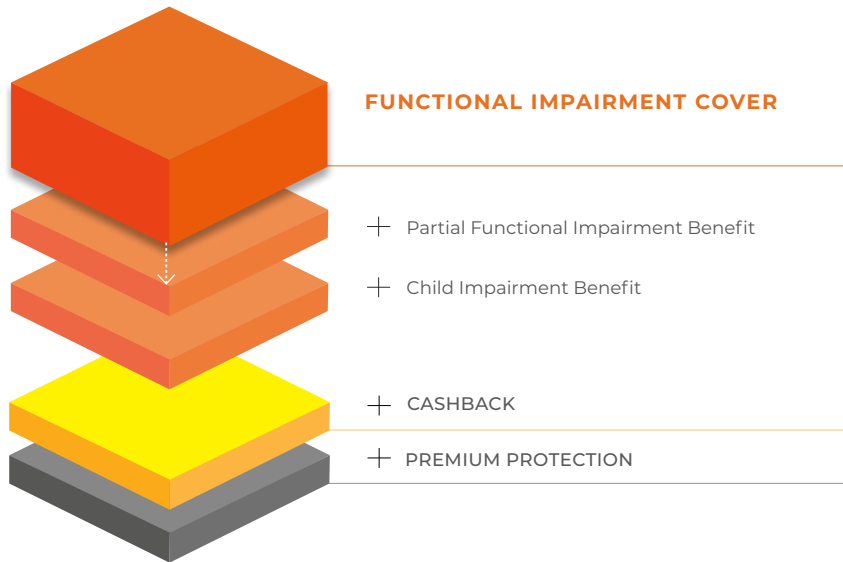 FUNCTIONAL IMPAIRMENT COVER
+ Partial Functional Impairment Benefit
+ Child Impairment Benefit
+ CASHBACK
+ PREMIUM PROTECTION